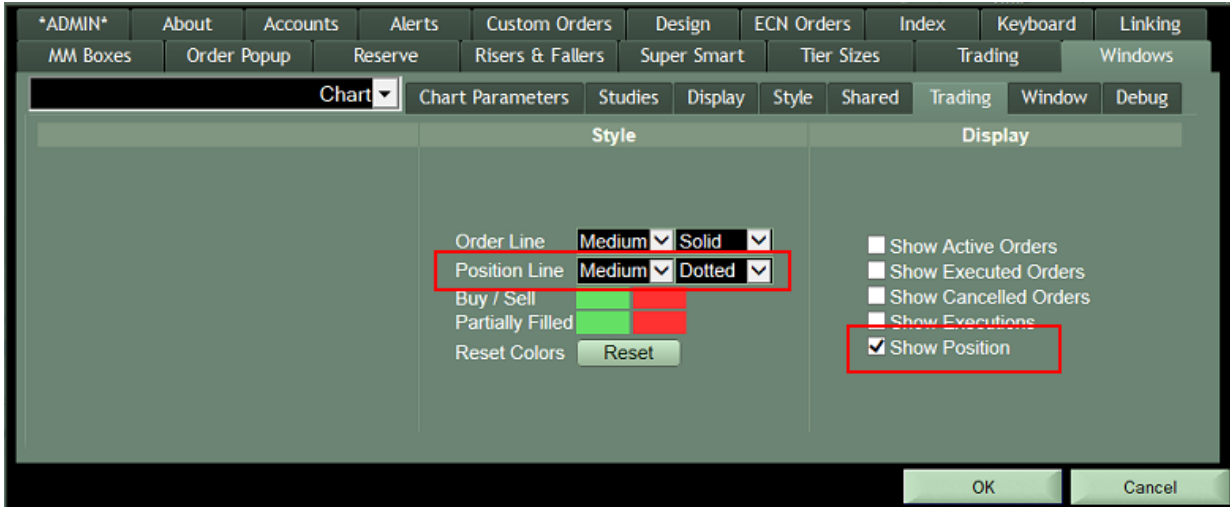 *ADMIN* About Accounts Alerts Custom Orders Design ECN Orders Index Keyboard Linking
MM Boxes Order Popup Reserve Risers & Fallers Super Smart Tier Sizes Trading Windows
Chart Chart Parameters Studies Display Style Shared Trading Window Debug
Style Display
Order Line Medium Solid
Position Line Medium Dotted
Buy / Sell
Partially Filled
Reset Colors Reset
Show Active Orders
Show Executed Orders
Show Cancelled Orders
Show Executions
Show Position
OK Cancel